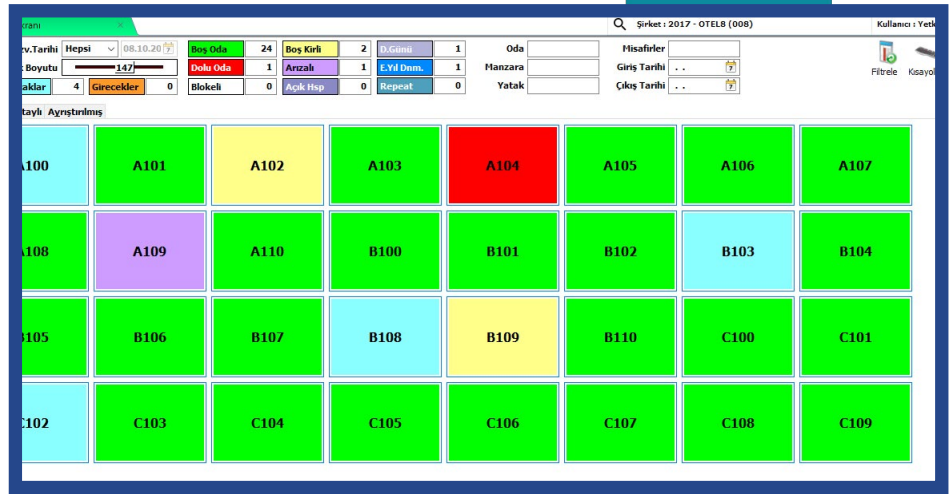 kranı × Şirket : 2017 - OTEL8 (008) Kullanıcı : Yetk
zv.Tarihi Hepsi 08.10.20 Boş Oda 24 Boş Kirli 2 D.Günü 1 Oda Misafirler
k Boyutu 147 Dolu Oda 1 Arızalı 1 E.Yıl Dnm. 1 Manzara Giriş Tarihi . . Filtrele Kısayol
aklar 4 Girecekler 0 Blokeli 0 Açık Hsp 0 Repeat 0 Yatak Çıkış Tarihi . .
taylı Ayrıştırılmış
A100 A101 A102 A103 A104 A105 A106 A107
A108 A109 A110 B100 B101 B102 B103 B104
B105 B106 B107 B108 B109 B110 C100 C101
C102 C103 C104 C105 C106 C107 C108 C109